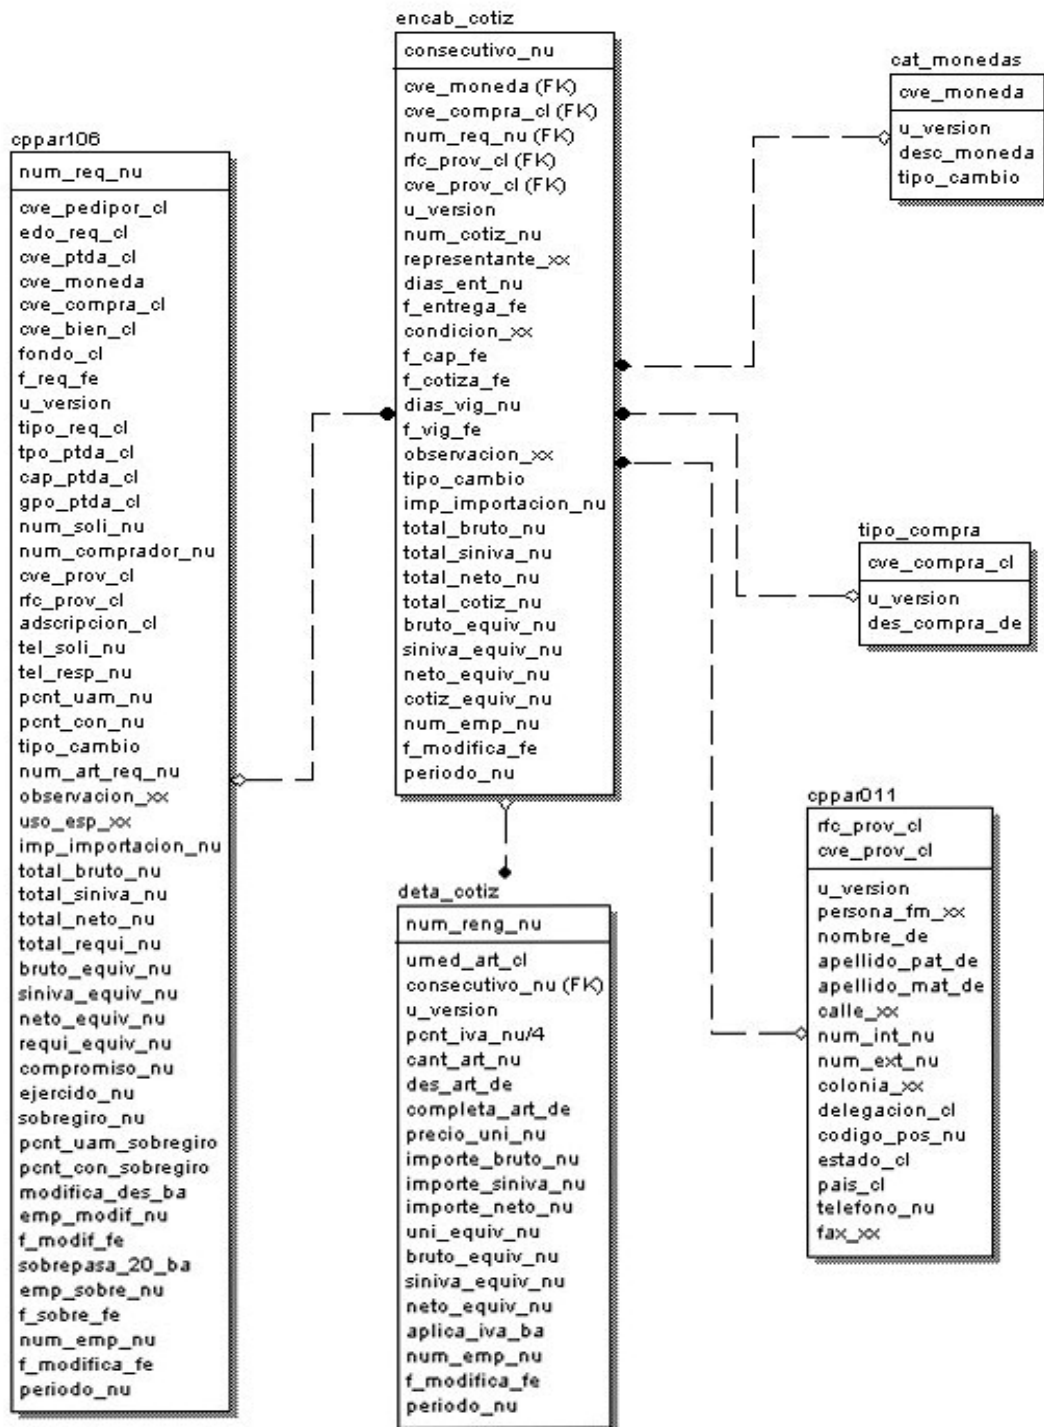 encab_cotiz
consecutivo_nu
cve_moneda (FK)
cve_compra_cl (FK)
num_req_nu (FK)
rfc_prov_cl (FK)
cve_prov_cl (FK)
u_version
num_cotiz_nu
representante_xx
dias_ent_nu
f_entrega_fe
condicion_xx
f_cap_fe
f_cotiza_fe
dias_vig_nu
f_vig_fe
observacion_xx
tipo_cambio
imp_importacion_nu
total_bruto_nu
total_siniva_nu
total_neto_nu
total_cotiz_nu
bruto_equiv_nu
siniva_equiv_nu
neto_equiv_nu
cotiz_equiv_nu
num_emp_nu
f_modifica_fe
periodo_nu
cat_monedas
cve_moneda
u_version
desc_moneda
tipo_cambio
cppar106
num_req_nu
cve_pedipor_cl
edo_req_cl
cve_ptda_cl
cve_moneda
cve_compra_cl
cve_bien_cl
fondo_cl
f_req_fe
u_version
tipo_req_cl
tpo_ptda_cl
cap_ptda_cl
gpo_ptda_cl
num_soli_nu
num_comprador_nu
cve_prov_cl
rfc_prov_cl
adscripcion_cl
tel_soli_nu
tel_resp_nu
pcnt_uam_nu
pcnt_con_nu
tipo_cambio
num_art_req_nu
observacion_xx
uso_esp_xx
imp_importacion_nu
total_bruto_nu
total_siniva_nu
total_neto_nu
total_requi_nu
bruto_equiv_nu
siniva_equiv_nu
neto_equiv_nu
requi_equiv_nu
compromiso_nu
ejercido_nu
sobregiro_nu
pcnt_uam_sobregiro
pcnt_con_sobregiro
modifica_des_ba
emp_modif_nu
f_modif_fe
sobrepasa_20_ba
emp_sobre_nu
f_sobre_fe
num_emp_nu
f_modifica_fe
periodo_nu
tipo_compra
cve_compra_cl
u_version
des_compra_de
cppar011
rfc_prov_cl
cve_prov_cl
u_version
persona_fm_xx
nombre_de
apellido_pat_de
apellido_mat_de
calle_xx
num_int_nu
num_ext_nu
colonia_xx
delegacion_cl
codigo_pos_nu
estado_cl
pais_cl
telefono_nu
fax_xx
deta_cotiz
num_reng_nu
umed_art_cl
consecutivo_nu (FK)
u_version
pcnt_iva_nu/4
cant_art_nu
des_art_de
completa_art_de
precio_uni_nu
importe_bruto_nu
importe_siniva_nu
importe_neto_nu
uni_equiv_nu
bruto_equiv_nu
siniva_equiv_nu
neto_equiv_nu
aplica_iva_ba
num_emp_nu
f_modifica_fe
periodo_nu